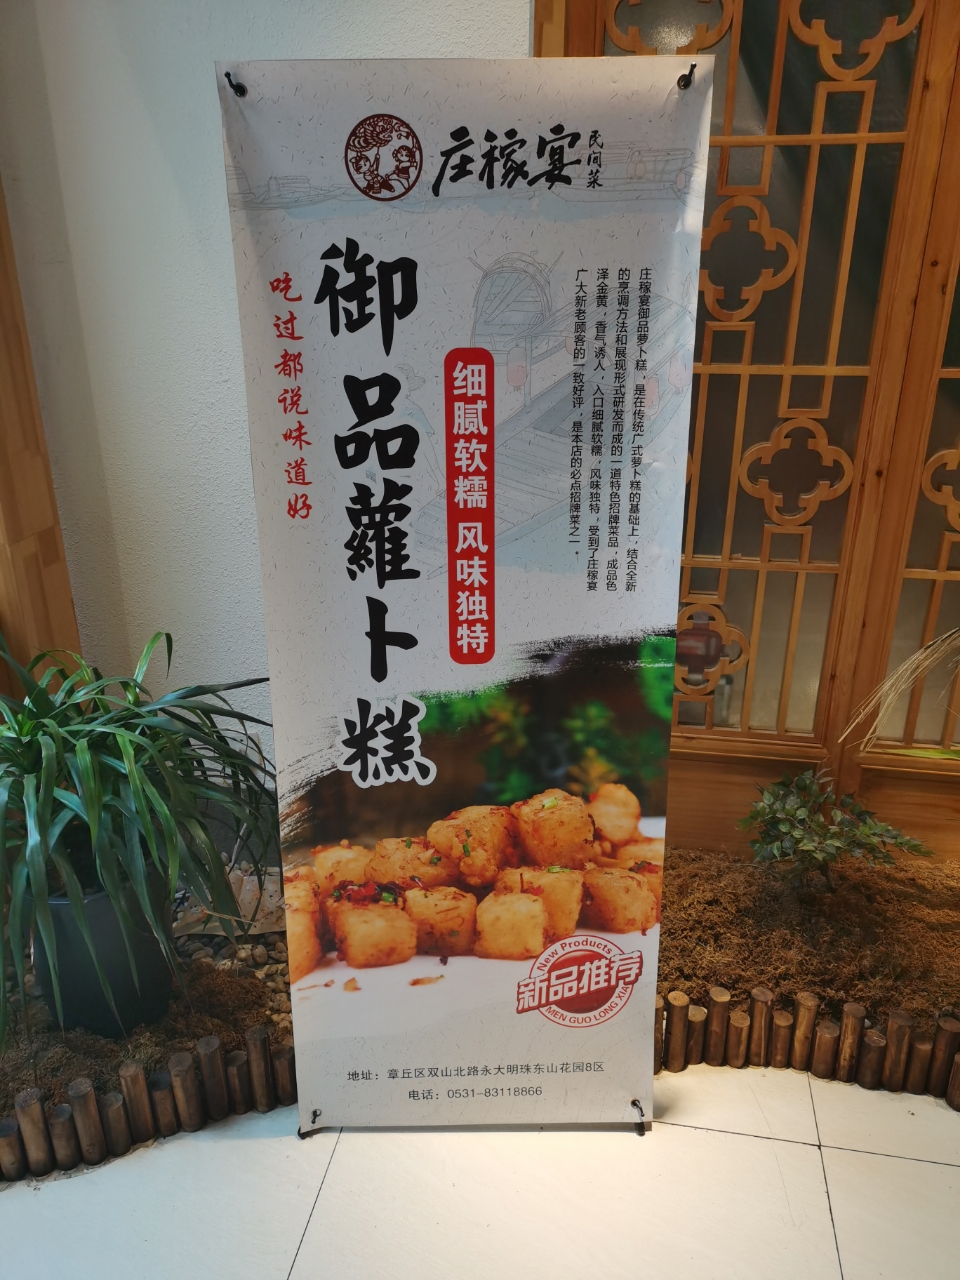 庄稼宴
民间菜
御品蘿卜糕
吃过都说味道好
细腻软糯 风味独特
庄稼宴御品萝卜糕，是在传统广式萝卜糕的基础上，结合全新
的烹调方法和展现形式研发而成的一道特色招牌菜品，成品色
泽金黄，香气诱人，入口细腻软糯，风味独特，受到了庄稼宴
广大新老顾客的一致好评，是本店的必点招牌菜之一。
New Products
新品推荐
MEN GUO LONG XIA
地址：章丘区双山北路永大明珠东山花园8区
电话：0531-83118866